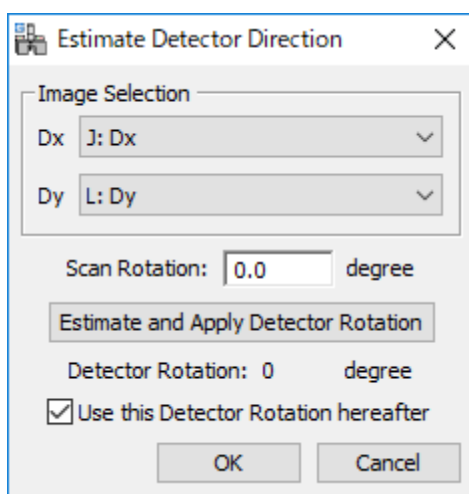 Estimate Detector Direction
Image Selection
Dx J: Dx
Dy L: Dy
Scan Rotation: 0.0 degree
Estimate and Apply Detector Rotation
Detector Rotation: 0 degree
Use this Detector Rotation hereafter
OK Cancel